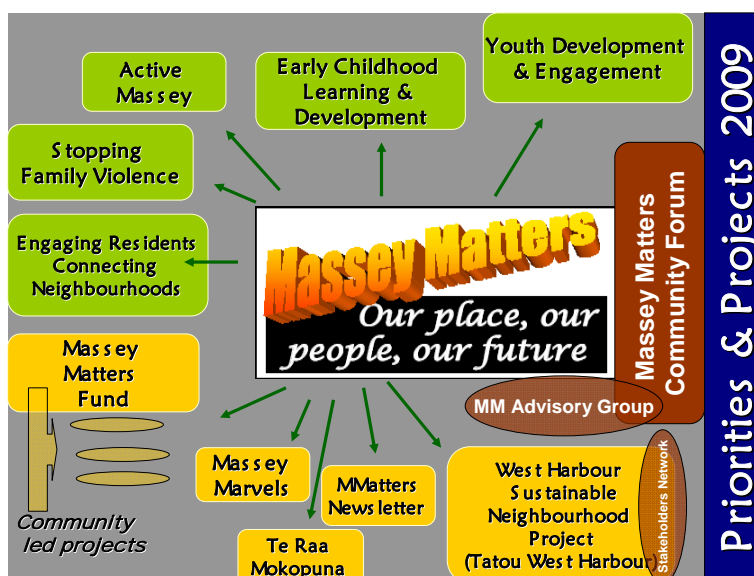 Youth Development
& Engagement
Early Childhood
Learning &
Development
Active
Massey
Stopping
Family Violence
Engaging Residents
Connecting
Neighbourhoods
Massey Matters
Our place, our
people, our future
Massey Matters
Community Forum
Priorities & Projects 2009
Massey
Matters
Fund
MM Advisory Group
Massey
Marvels
MMatters
Newsletter
West Harbour
Sustainable
Neighbourhood
Project
(Tatou West Harbour)
Stakeholders Network
Community
led projects
Te Raa
Mokopuna